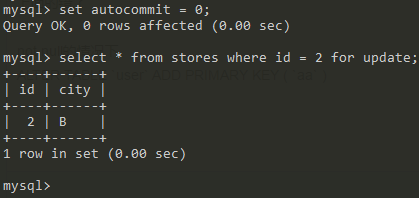 mysql> set autocommit = 0;
Query OK, 0 rows affected (0.00 sec)
mysql> select * from stores where id = 2 for update;
+----+------+
| id | city |
+----+------+
|  2 | B    |
+----+------+
1 row in set (0.00 sec)
mysql>